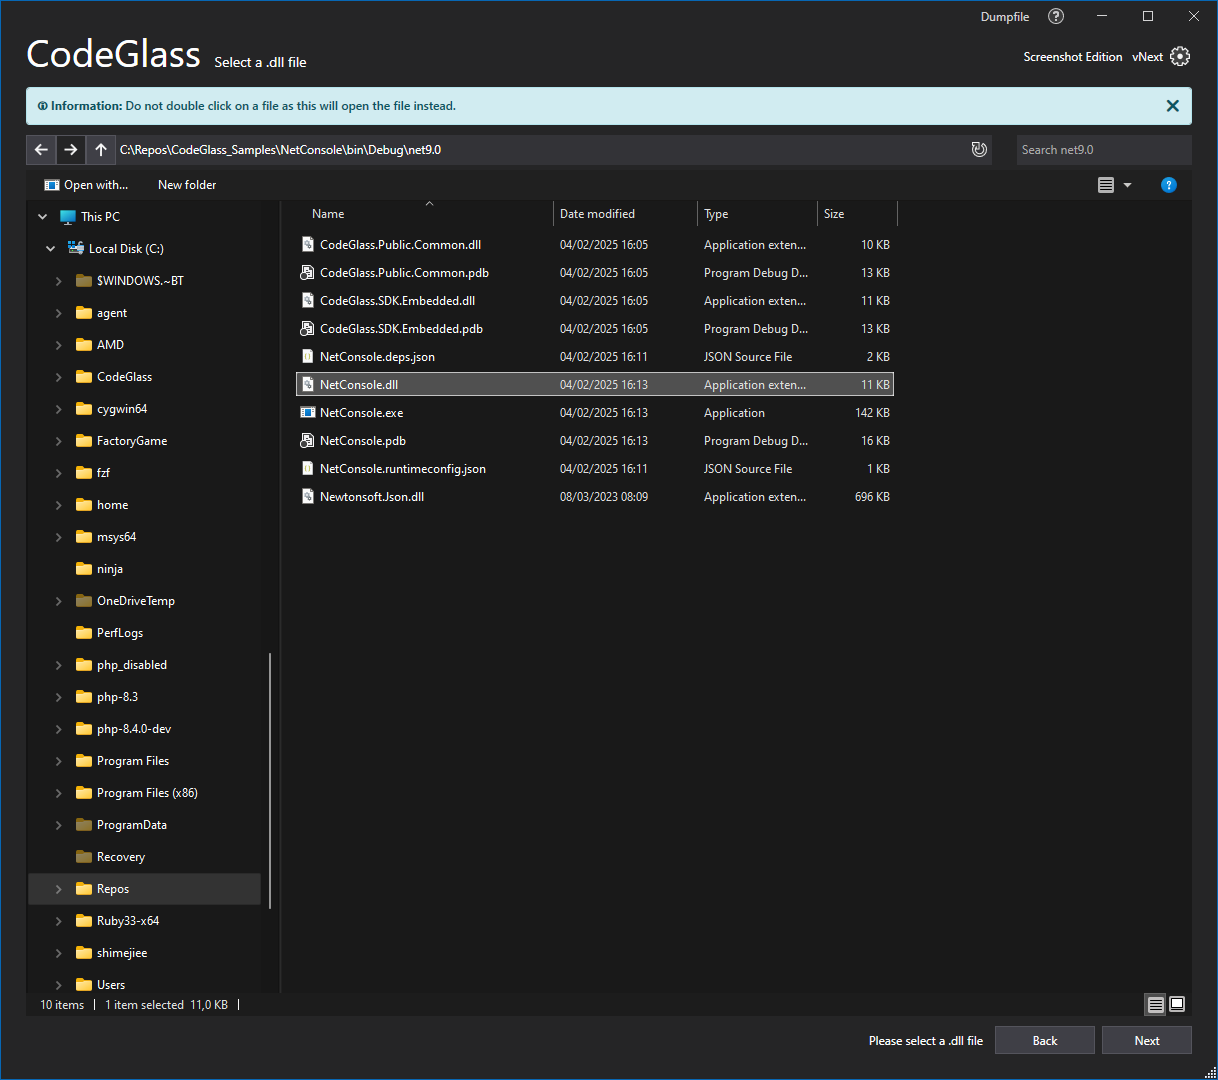 Dumpfile
CodeGlass Select a .dll file
Screenshot Edition vNext
Information: Do not double click on a file as this will open the file instead.
C:\Repos\CodeGlass_Samples\NetConsole\bin\Debug\net9.0
Search net9.0
Open with... New folder
This PC
Local Disk (C:)
$WINDOWS.~BT
agent
AMD
CodeGlass
cygwin64
FactoryGame
fzf
home
msys64
ninja
OneDriveTemp
PerfLogs
php_disabled
php-8.3
php-8.4.0-dev
Program Files
Program Files (x86)
ProgramData
Recovery
Repos
Ruby33-x64
shimejiee
Users
Name Date modified Type Size
CodeGlass.Public.Common.dll 04/02/2025 16:05 Application exten... 10 KB
CodeGlass.Public.Common.pdb 04/02/2025 16:05 Program Debug D... 13 KB
CodeGlass.SDK.Embedded.dll 04/02/2025 16:05 Application exten... 11 KB
CodeGlass.SDK.Embedded.pdb 04/02/2025 16:05 Program Debug D... 13 KB
NetConsole.deps.json 04/02/2025 16:11 JSON Source File 2 KB
NetConsole.dll 04/02/2025 16:13 Application exten... 11 KB
NetConsole.exe 04/02/2025 16:13 Application 142 KB
NetConsole.pdb 04/02/2025 16:13 Program Debug D... 16 KB
NetConsole.runtimeconfig.json 04/02/2025 16:11 JSON Source File 1 KB
Newtonsoft.Json.dll 08/03/2023 08:09 Application exten... 696 KB
10 items | 1 item selected 11,0 KB |
Please select a .dll file
Back
Next